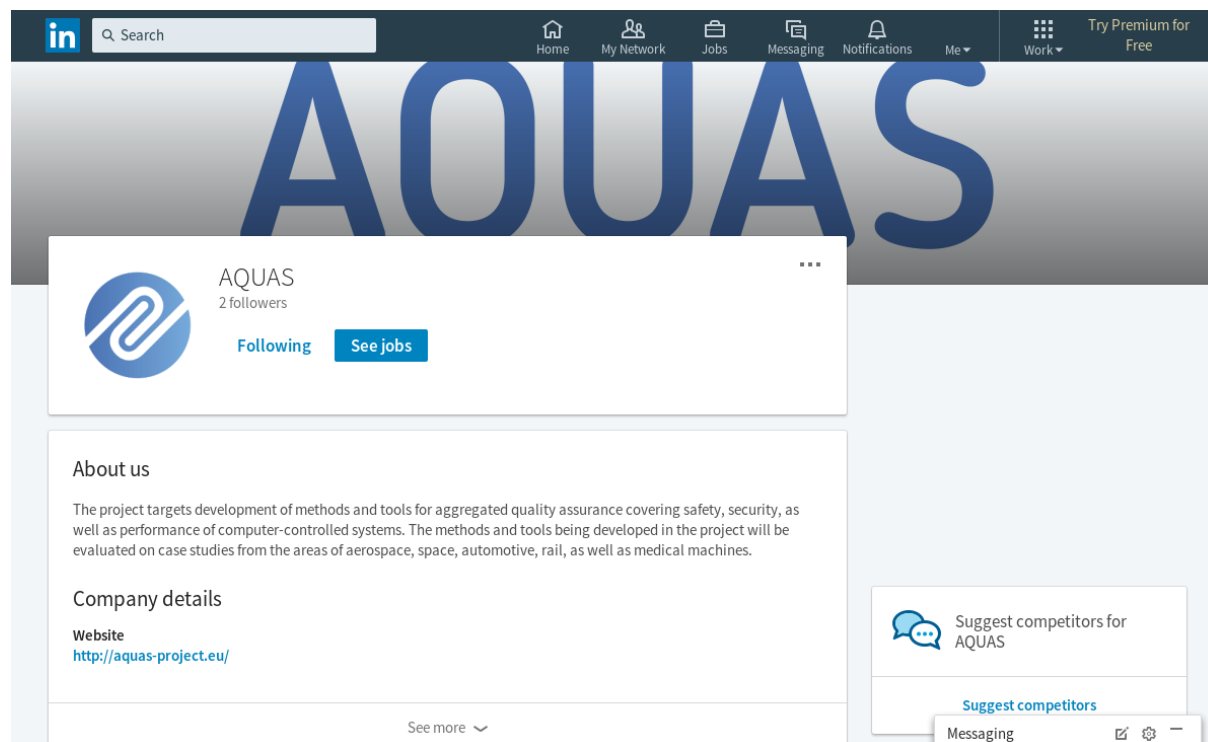 in
Search
Home
My Network
Jobs
Messaging
Notifications
Me
Work
Try Premium for
Free
AQUAS
AQUAS
2 followers
Following
See jobs
About us
The project targets development of methods and tools for aggregated quality assurance covering safety, security, as
well as performance of computer-controlled systems. The methods and tools being developed in the project will be
evaluated on case studies from the areas of aerospace, space, automotive, rail, as well as medical machines.
Company details
Website
http://aquas-project.eu/
See more
Suggest competitors for
AQUAS
Suggest competitors
Messaging